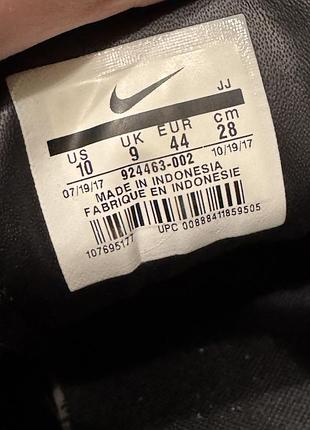 JJ
US UK EUR cm
10 9 44 28
07/19/17 924463-002 10/19/17
MADE IN INDONESIA
FABRIQUE EN INDONESIE
UPC 00888411859505